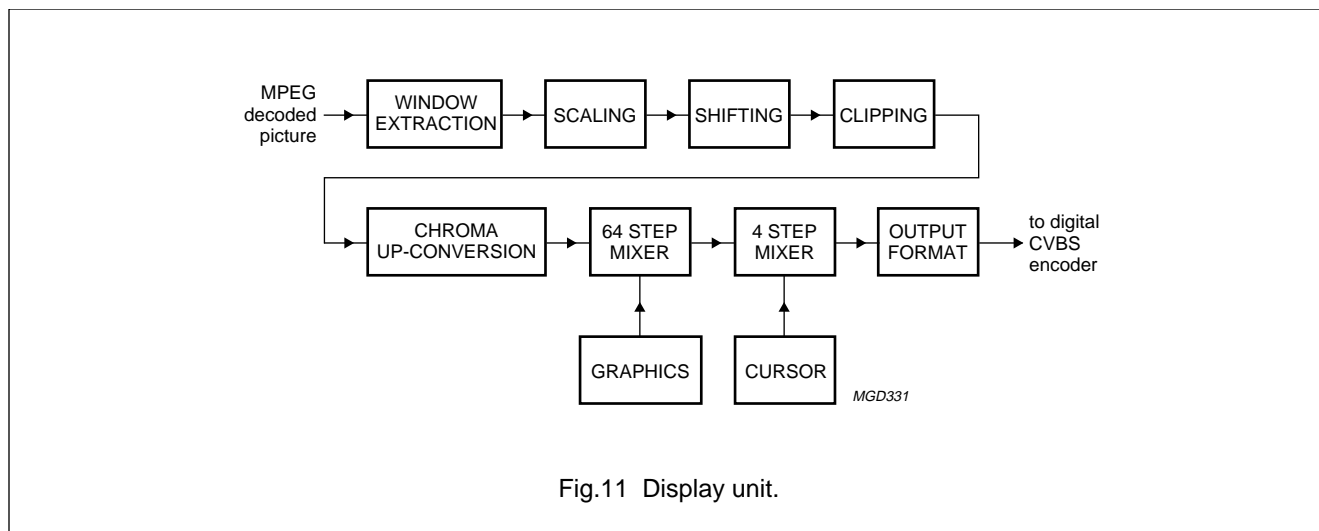 MPEG
decoded
picture
WINDOW
EXTRACTION
SCALING
SHIFTING
CLIPPING
CHROMA
UP-CONVERSION
64 STEP
MIXER
4 STEP
MIXER
OUTPUT
FORMAT
to digital
CVBS
encoder
GRAPHICS
CURSOR
MGD331
Fig.11 Display unit.